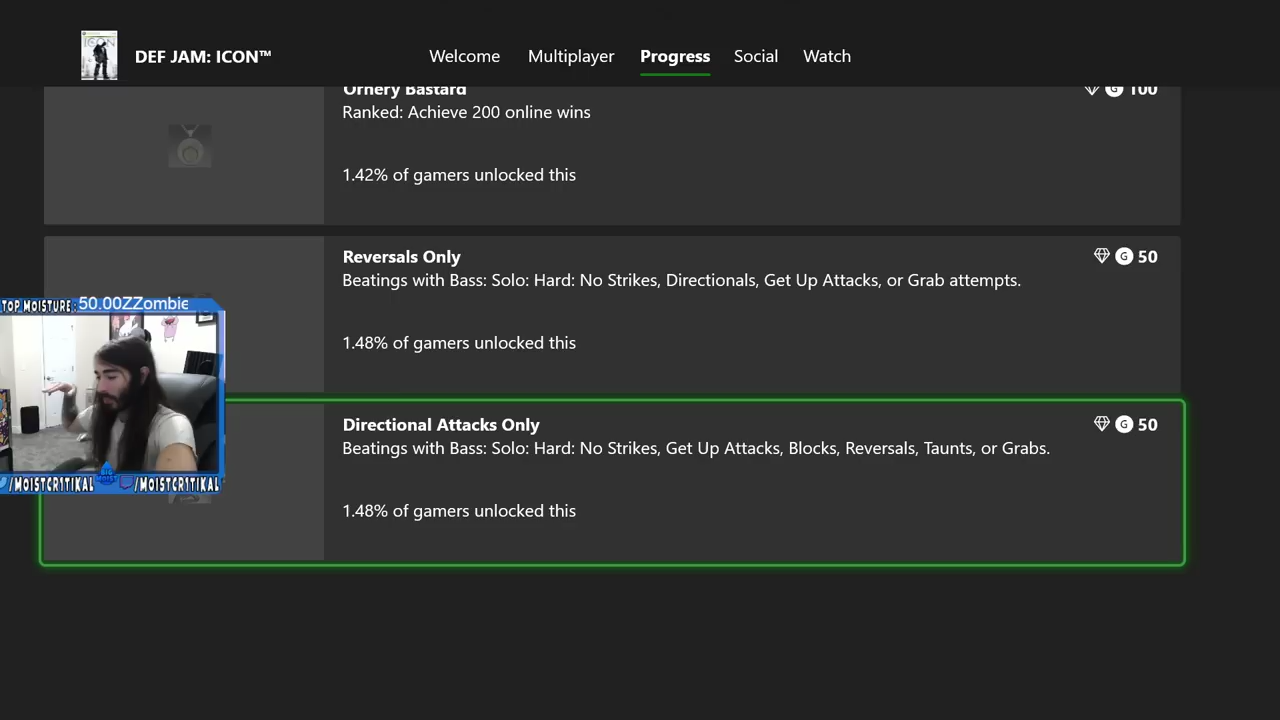 DEF JAM: ICON™
Welcome
Multiplayer
Progress
Social
Watch
Ornery Bastard
G 100
Ranked: Achieve 200 online wins
1.42% of gamers unlocked this
Reversals Only
G 50
Beatings with Bass: Solo: Hard: No Strikes, Directionals, Get Up Attacks, or Grab attempts.
1.48% of gamers unlocked this
TOP MOISTURE: 50.00ZZombie
Directional Attacks Only
G 50
Beatings with Bass: Solo: Hard: No Strikes, Get Up Attacks, Blocks, Reversals, Taunts, or Grabs.
/MOISTCR1TIKAL
/MOISTCR1TIKAL
1.48% of gamers unlocked this